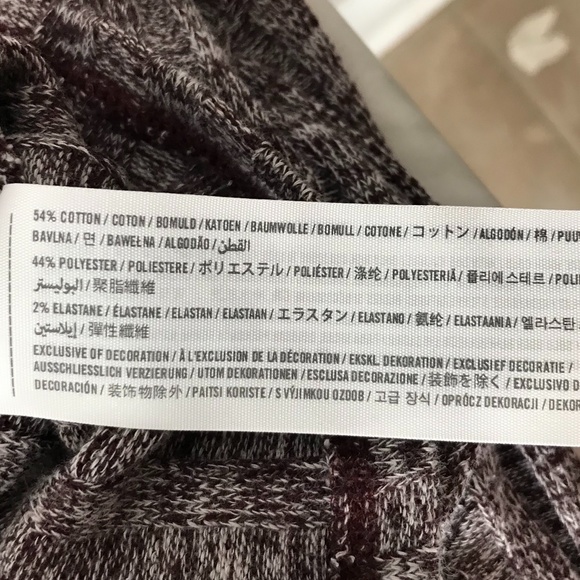 54% COTTON / COTON / BOMULD / KATOEN / BAUMWOLLE / BOMULL / COTONE / コットン / ALGODÓN / 棉 /
BAVLNA / 면 / BAWEŁNA / ALGODÃO / القطن
44% POLYESTER / POLIESTERE / ポリエステル / POLIÉSTER / 涤纶 / POLYESTERIÄ / 폴리에스테르 /
البوليستر / 聚脂纖維
2% ELASTANE / ÉLASTANE / ELASTAN / ELASTAAN / エラスタン / ELASTANO / 氨纶 / ELASTAANIA / 엘라스탄
إيلاستين / 彈性纖維
EXCLUSIVE OF DECORATION / À L'EXCLUSION DE LA DÉCORATION / EKSKL. DEKORATION / EXCLUSIEF DECORATIE /
AUSSCHLIESSLICH VERZIERUNG / UTOM DEKORATIONEN / ESCLUSA DECORAZIONE / 装飾を除く / EXCLUSIVO
DECORACIÓN / 装饰物除外 / PAITSI KORISTE / S VÝJIMKOU OZDOB / 고급 장식 / OPRÓCZ DEKORACJI /